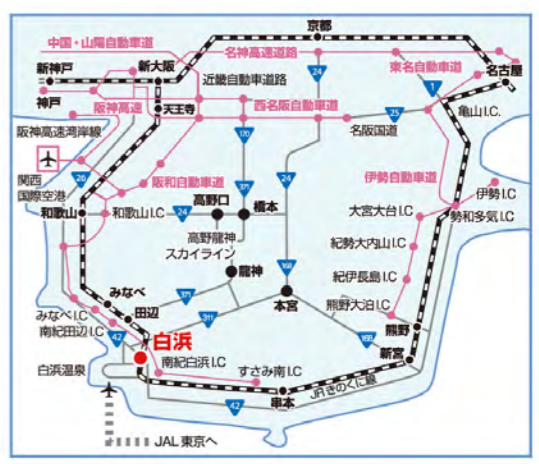 京都
中国・山陽自動車道
名神高速道路
新神戸
新大阪
近畿自動車道路
24
東名自動車道
名古屋
1
神戸
阪神高速
天王寺
西名阪自動車道
25
亀山I.C.
名阪国道
阪神高速湾岸線
170
関西
国際空港
26
阪和自動車道
371
24
伊勢自動車道
伊勢I.C
和歌山
和歌山I.C
24
高野口
橋本
大宮大台I.C
勢和多気I.C
高野龍神
スカイライン
紀勢大内山I.C
龍神
168
紀伊長島I.C
みなべ
田辺
371
本宮
熊野大泊I.C
みなべI.C
南紀田辺I.C
311
熊野
42
白浜
168
新宮
白浜温泉
南紀白浜I.C
すさみ南I.C
JRきのくに線
串本
42
JAL 東京へ